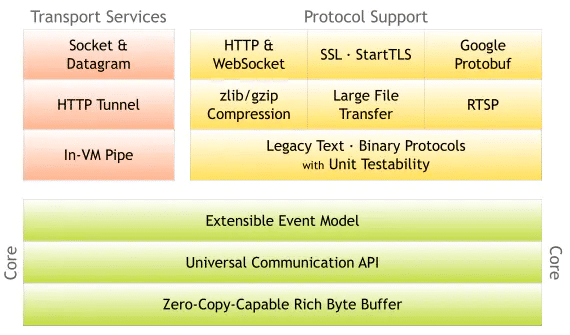 Transport Services
Protocol Support
Socket &
Datagram
HTTP Tunnel
In-VM Pipe
HTTP &
WebSocket
SSL · StartTLS
Google
Protobuf
zlib/gzip
Compression
Large File
Transfer
RTSP
Legacy Text · Binary Protocols
with Unit Testability
Core
Extensible Event Model
Universal Communication API
Zero-Copy-Capable Rich Byte Buffer
Core